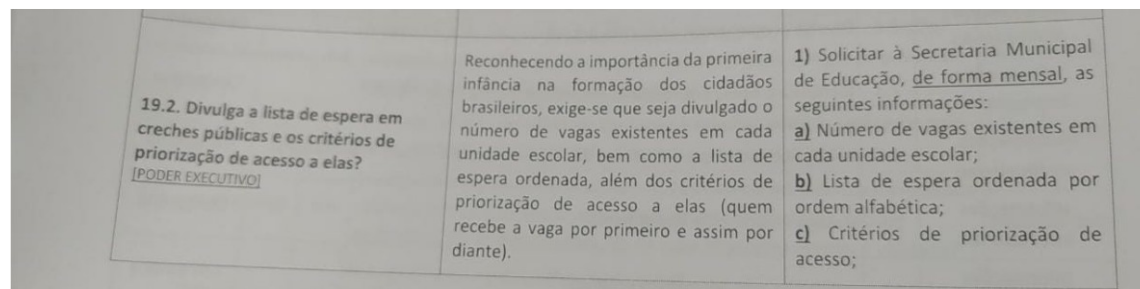 19.2. Divulga a lista de espera em
creches públicas e os critérios de
priorização de acesso a elas?
[PODER EXECUTIVO]
Reconhecendo a importância da primeira
infância na formação dos cidadãos
brasileiros, exige-se que seja divulgado o
número de vagas existentes em cada
unidade escolar, bem como a lista de
espera ordenada, além dos critérios de
priorização de acesso a elas (quem
recebe a vaga por primeiro e assim por
diante).
1) Solicitar à Secretaria Municipal
de Educação, de forma mensal, as
seguintes informações:
a) Número de vagas existentes em
cada unidade escolar;
b) Lista de espera ordenada por
ordem alfabética;
c) Critérios de priorização de
acesso;